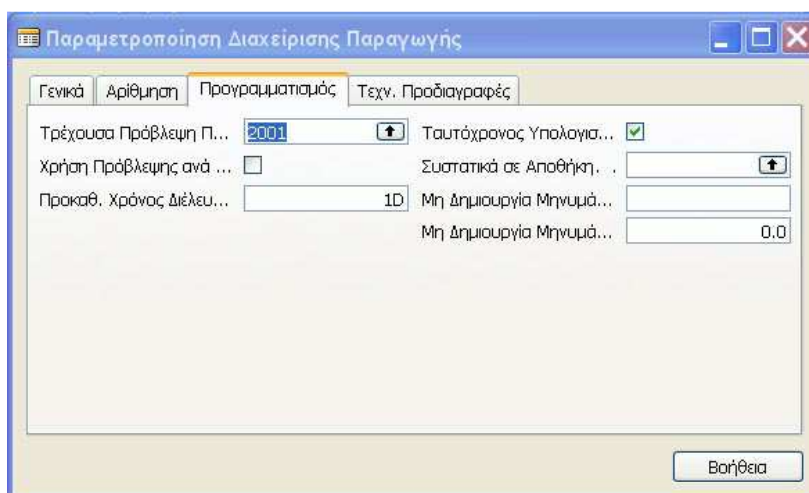 Παραμετροποίηση Διαχείρισης Παραγωγής
Γενικά Αρίθμηση Προγραμματισμός Τεχν. Προδιαγραφές
Τρέχουσα Πρόβλεψη Π... 2001 Ταυτόχρονος Υπολογισ...
Χρήση Πρόβλεψης ανά ... Συστατικά σε Αποθήκη. .
Προκαθ. Χρόνος Διέλευ... 1D Μη Δημιουργία Μηνυμά...
Μη Δημιουργία Μηνυμά... 0.0
Βοήθεια